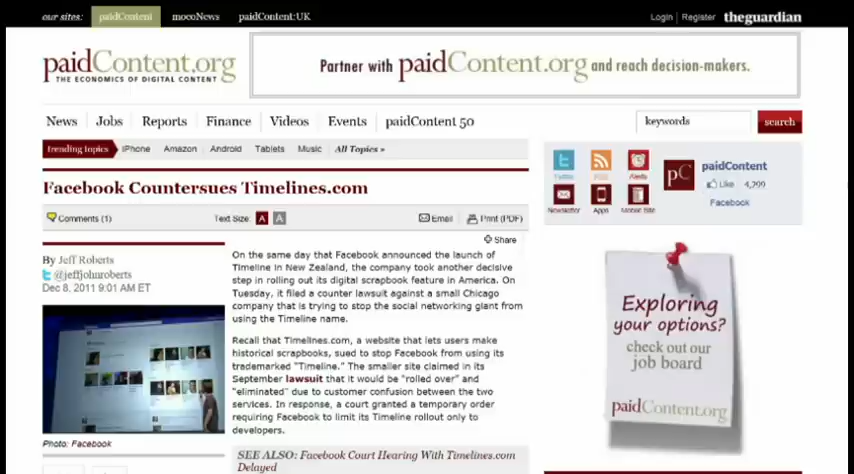 our sites: paidContent mocoNews paidContent:UK Login | Register theguardian
paidContent.org
THE ECONOMICS OF DIGITAL CONTENT
Partner with paidContent.org and reach decision-makers.
News Jobs Reports Finance Videos Events paidContent 50
keywords search
Trending topics iPhone Amazon Android Tablets Music All Topics »
Facebook Countersues Timelines.com
Comments (1) Text Size: A A Email Print (PDF)
Share
By Jeff Roberts
@jeffjohnroberts
Dec 8, 2011 9:01 AM ET
On the same day that Facebook announced the launch of
Timeline in New Zealand, the company took another decisive
step in rolling out its digital scrapbook feature in America. On
Tuesday, it filed a counter lawsuit against a small Chicago
company that is trying to stop the social networking giant from
using the Timeline name.
Recall that Timelines.com, a website that lets users make
historical scrapbooks, sued to stop Facebook from using its
trademarked "Timeline." The smaller site claimed in its
September lawsuit that it would be "rolled over" and
"eliminated" due to customer confusion between the two
services. In response, a court granted a temporary order
requiring Facebook to limit its Timeline rollout only to
developers.
Photo: Facebook
SEE ALSO: Facebook Court Hearing With Timelines.com
Delayed
Twitter RSS Alerts
Newsletter Apps Mobile Site
pC
paidContent
Like 4,299
Facebook
Exploring
your options?
check out our
job board
paidContent.org